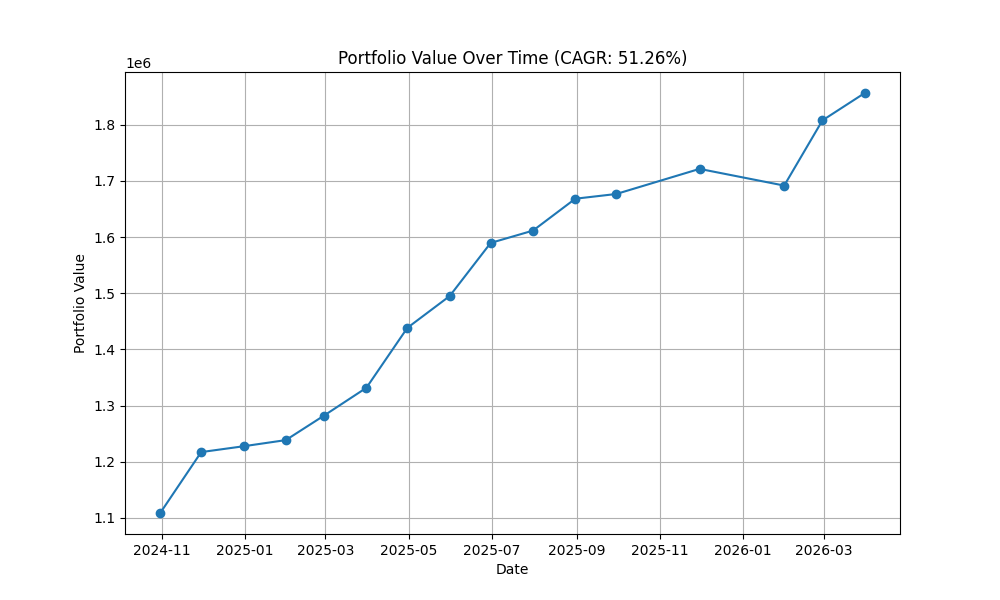 Portfolio Value Over Time (CAGR: 51.26%)
1e6
1.8
1.7
1.6
1.5
1.4
1.3
1.2
1.1
Portfolio Value
2024-11 2025-01 2025-03 2025-05 2025-07 2025-09 2025-11 2026-01 2026-03
Date